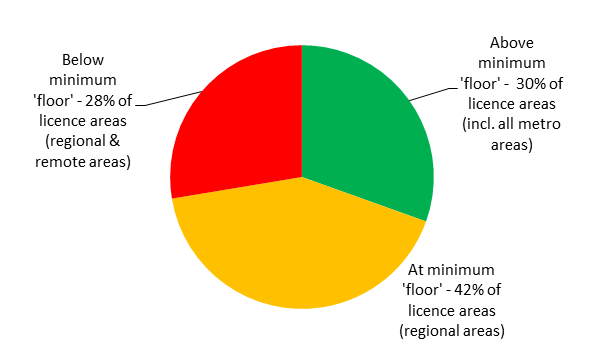 Below
minimum
'floor' - 28% of
licence areas
(regional &
remote areas)
Above
minimum
'floor' -  30% of
licence areas
(incl. all metro
areas)
At minimum
'floor' - 42% of
licence areas
(regional areas)